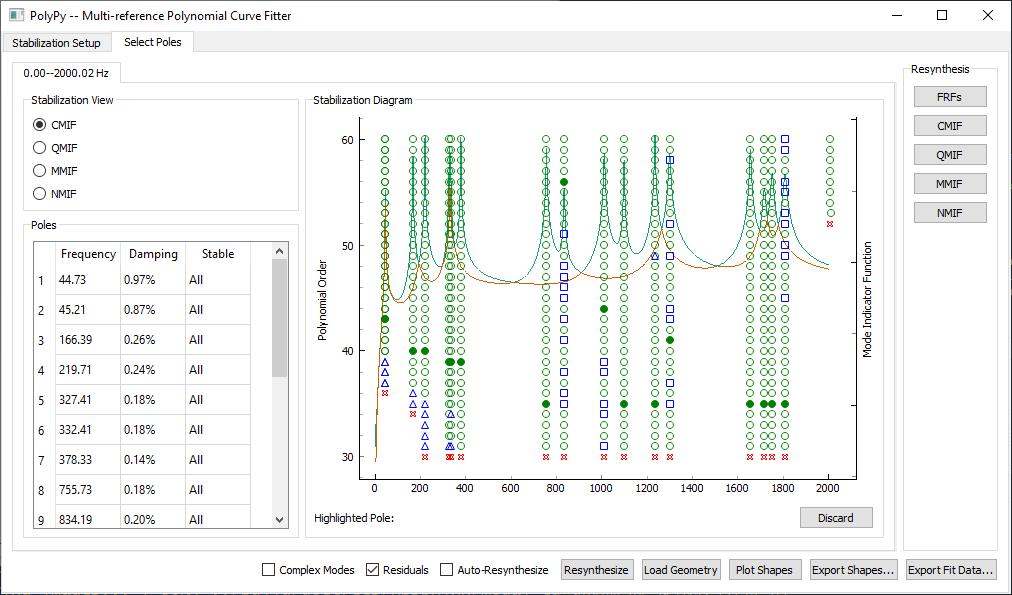 PolyPy -- Multi-reference Polynomial Curve Fitter
Stabilization Setup
Select Poles
0.00--2000.02 Hz
Stabilization View
CMIF
QMIF
MMIF
NMIF
Poles
Frequency Damping Stable
1 44.73 0.97% All
2 45.21 0.87% All
3 166.39 0.26% All
4 219.71 0.24% All
5 327.41 0.18% All
6 332.41 0.18% All
7 378.33 0.14% All
8 755.73 0.18% All
9 834.19 0.20% All
Stabilization Diagram
Polynomial Order
60
50
40
30
0 200 400 600 800 1000 1200 1400 1600 1800 2000
Mode Indicator Function
Highlighted Pole:
Discard
Resynthesis
FRFs
CMIF
QMIF
MMIF
NMIF
Complex Modes
Residuals
Auto-Resynthesize
Resynthesize
Load Geometry
Plot Shapes
Export Shapes...
Export Fit Data...